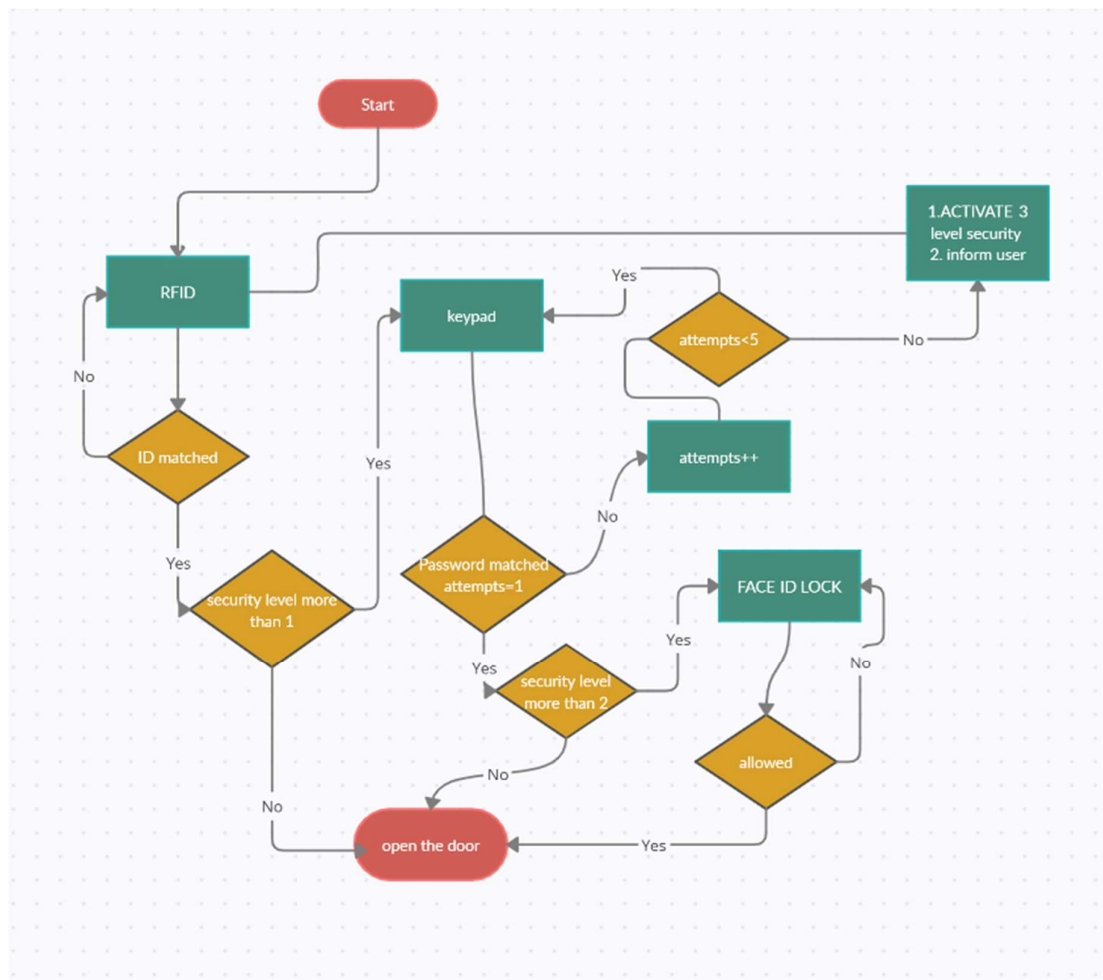 Start
1.ACTIVATE 3
level security
2. inform user
RFID
Yes
keypad
attempts<5
No
No
ID matched
Yes
attempts++
No
Yes
Password matched
attempts=1
security level more
than 1
FACE ID LOCK
Yes
No
Yes
security level
more than 2
allowed
No
No
open the door
Yes